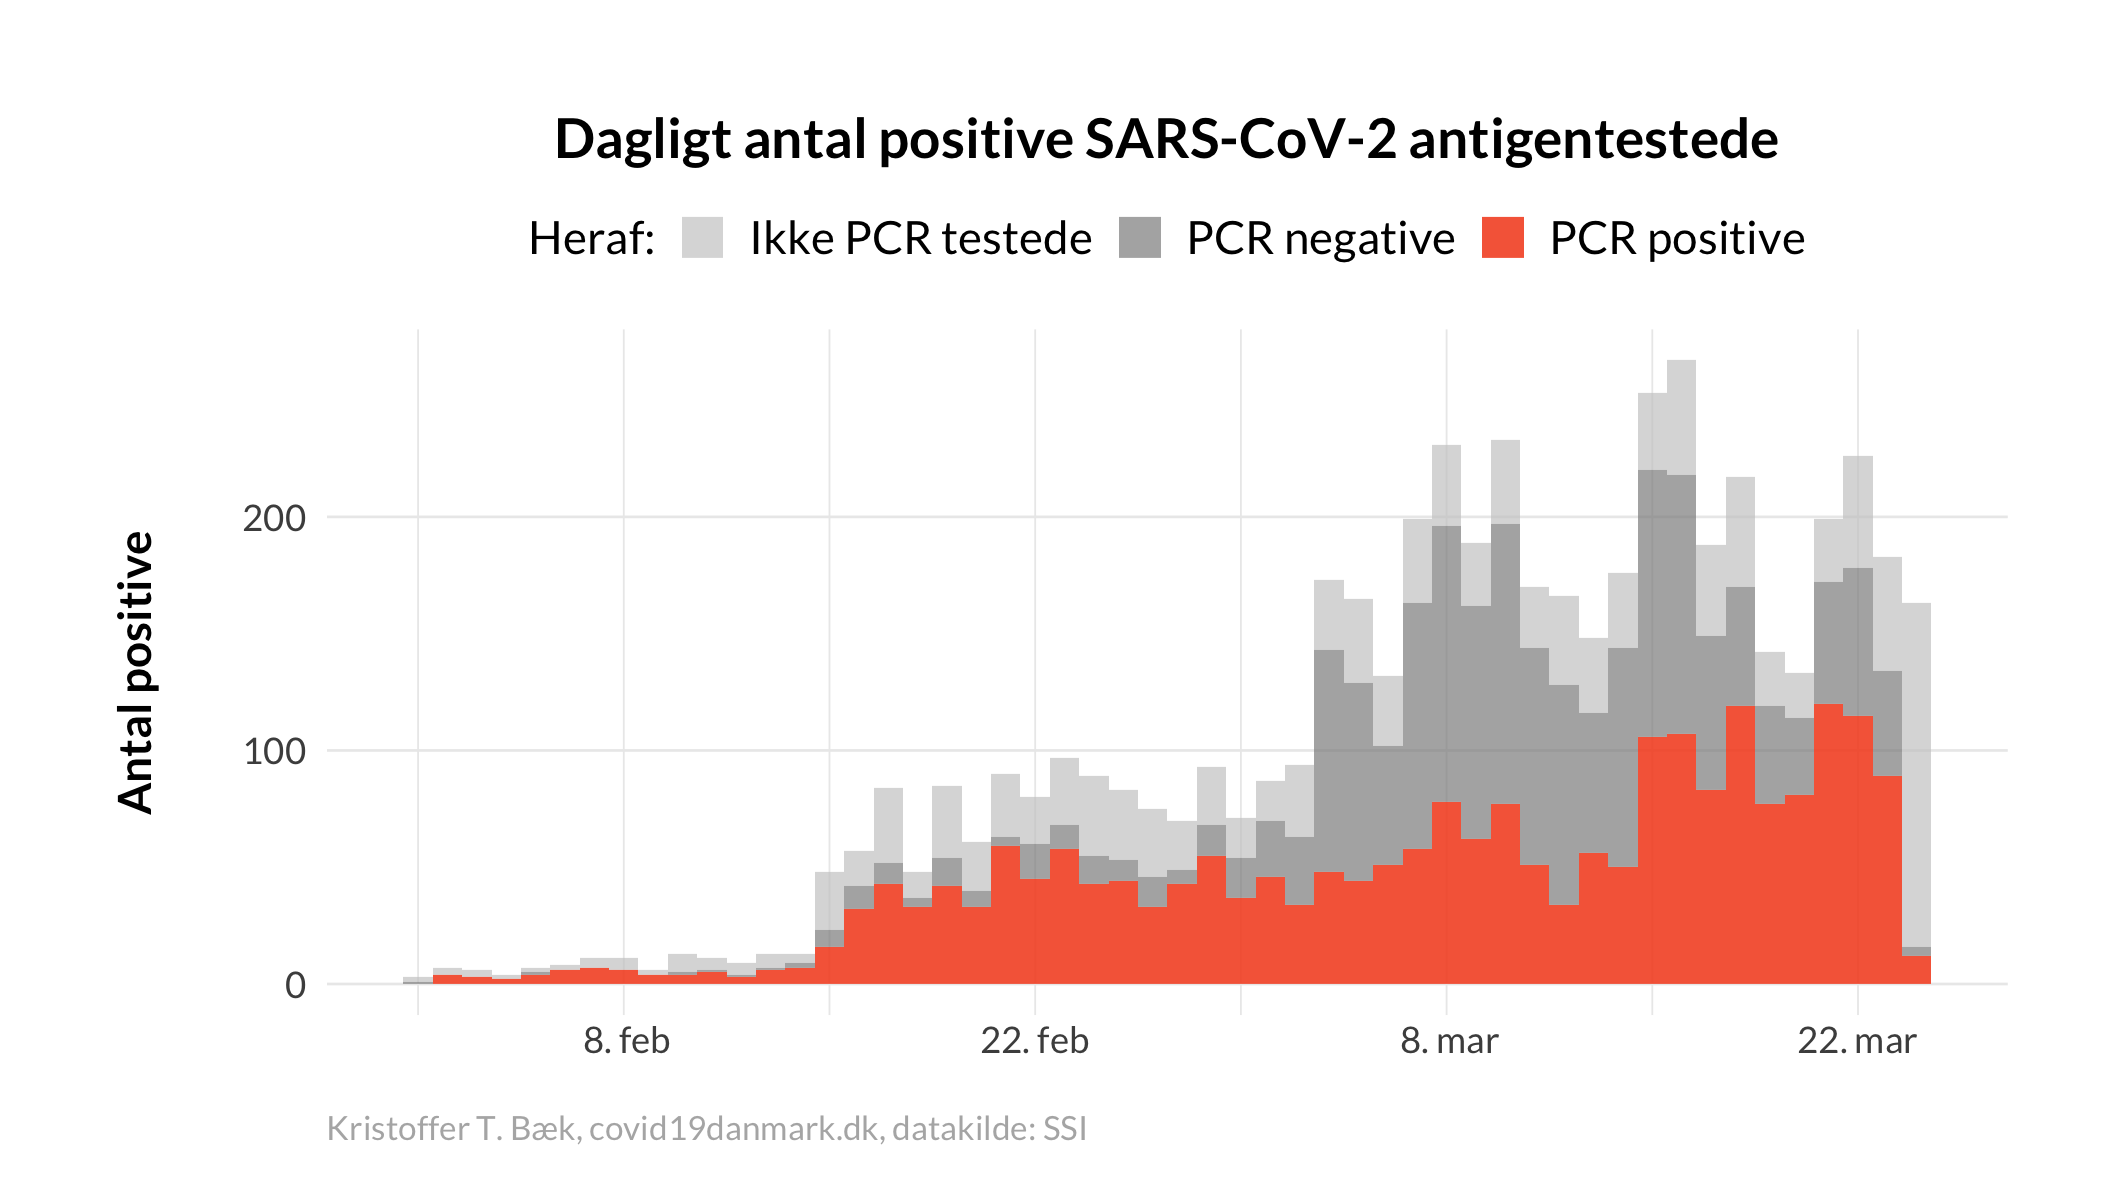 Dagligt antal positive SARS-CoV-2 antigentestede
Heraf: Ikke PCR testede PCR negative PCR positive
Antal positive
200
100
0
8. feb 22. feb 8. mar 22. mar
Kristoffer T. Bæk, covid19danmark.dk, datakilde: SSI